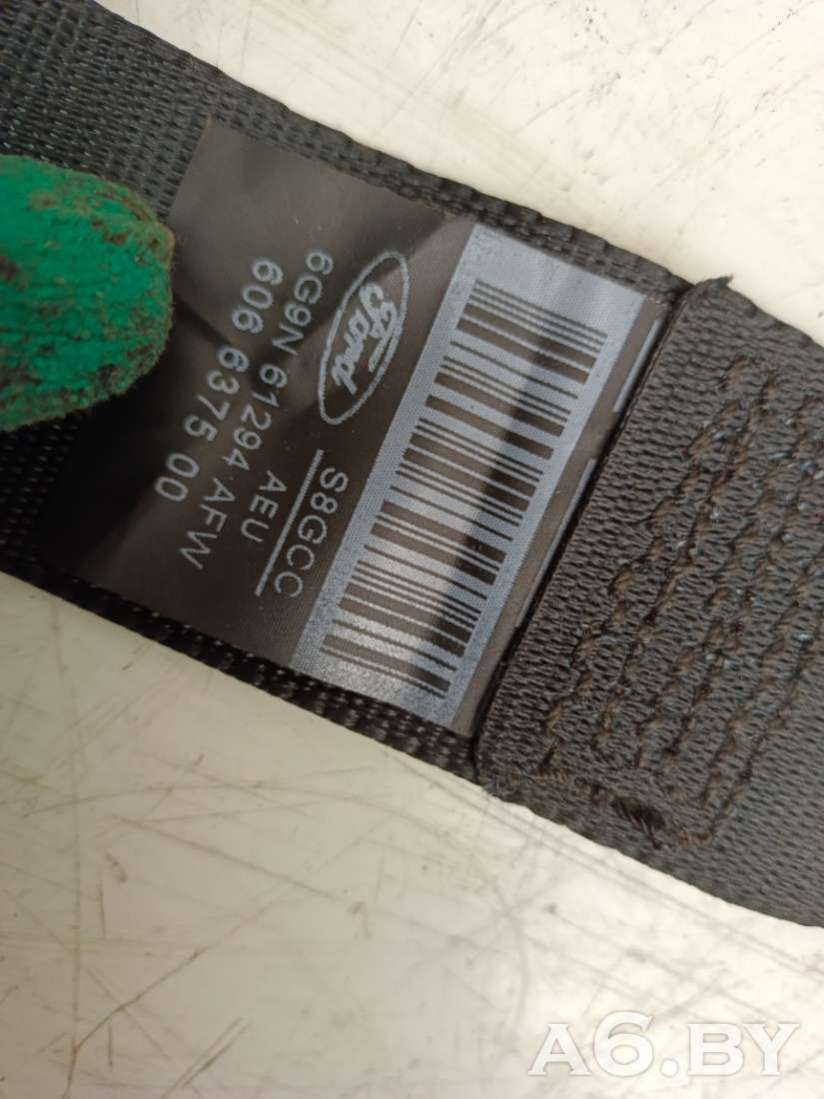 Ford
S8GCC
AEU
6G9N 61294 AFW
606 6375 00
A6.BY